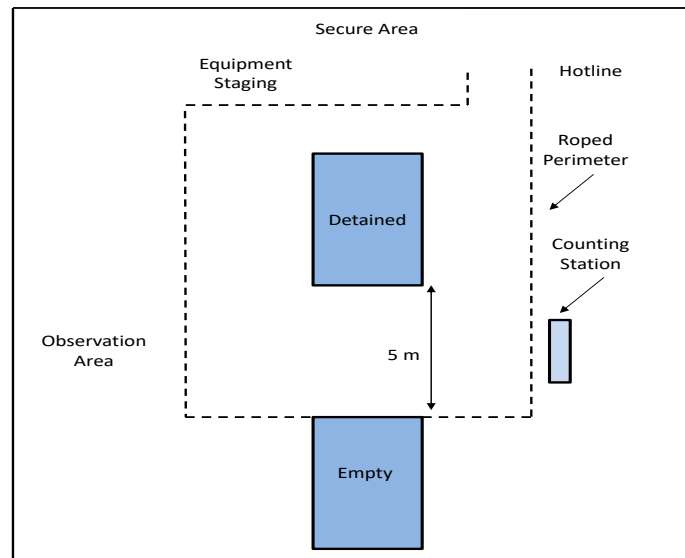 Secure Area
Equipment
Staging
Hotline
Roped
Perimeter
Detained
Counting
Station
Observation
Area
5 m
Empty